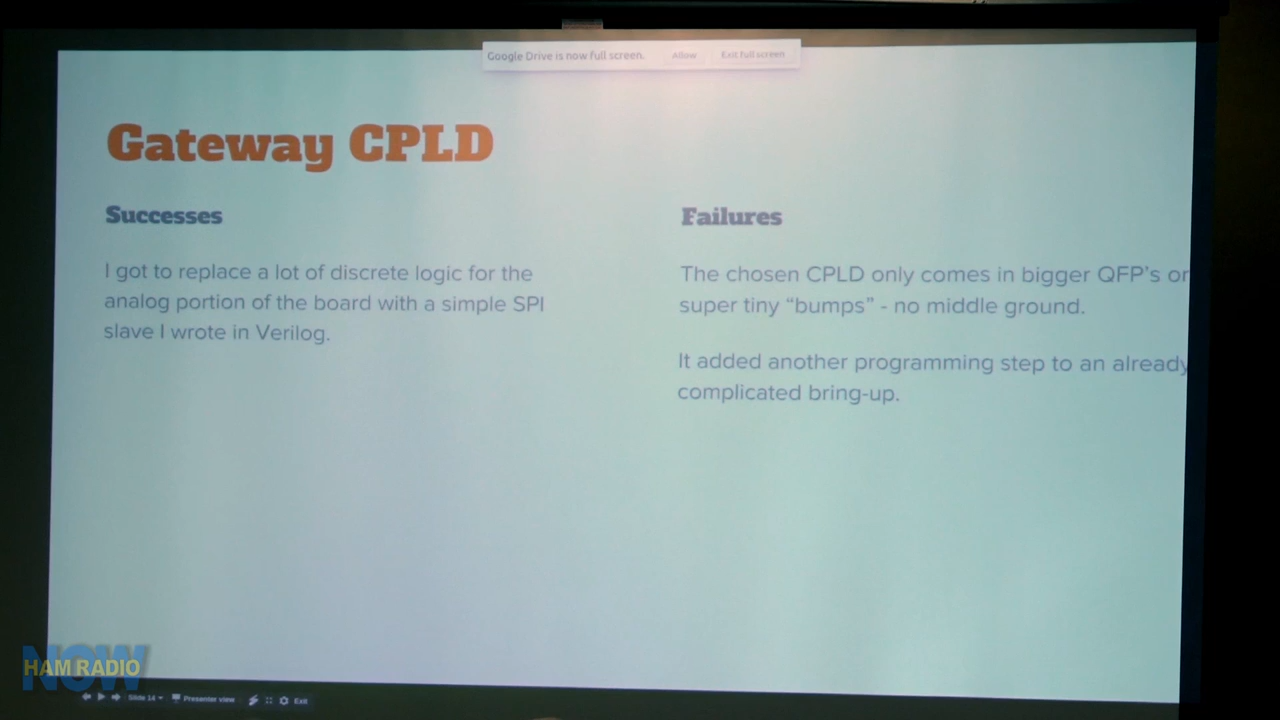 Google Drive is now full screen. Allow Exit full screen
Gateway CPLD
Successes
I got to replace a lot of discrete logic for the
analog portion of the board with a simple SPI
slave I wrote in Verilog.
Failures
The chosen CPLD only comes in bigger QFP's or
super tiny “bumps” - no middle ground.
It added another programming step to an already
complicated bring-up.
NOW
HAM RADIO
Slide 14 Presenter view Exit